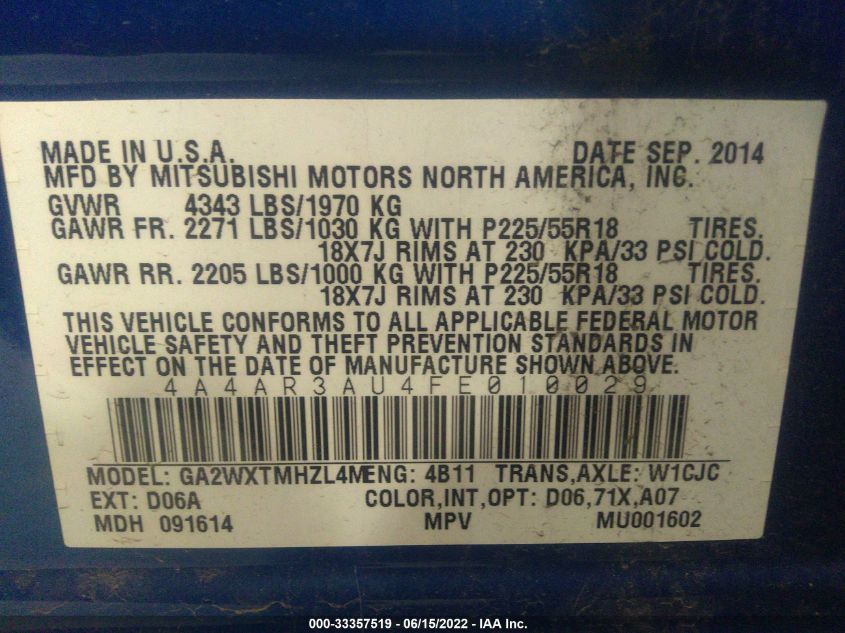 MADE IN U.S.A. DATE SEP. 2014
MFD BY MITSUBISHI MOTORS NORTH AMERICA, INC.
GVWR 4343 LBS/1970 KG
GAWR FR. 2271 LBS/1030 KG WITH P225/55R18 TIRES.
18X7J RIMS AT 230 KPA/33 PSI COLD.
GAWR RR. 2205 LBS/1000 KG WITH P225/55R18 TIRES.
18X7J RIMS AT 230 KPA/33 PSI COLD.
THIS VEHICLE CONFORMS TO ALL APPLICABLE FEDERAL MOTOR
VEHICLE SAFETY AND THEFT PREVENTION STANDARDS IN
EFFECT ON THE DATE OF MANUFACTURE SHOWN ABOVE.
4A4AR3AU4FE010029
MODEL: GA2WXTMHZL4MENG: 4B11 TRANS,AXLE: W1CJC
EXT: D06A COLOR,INT,OPT: D06,71X,A07
MDH 091614 MPV MU001602
000-33357519 - 06/15/2022 - IAA Inc.